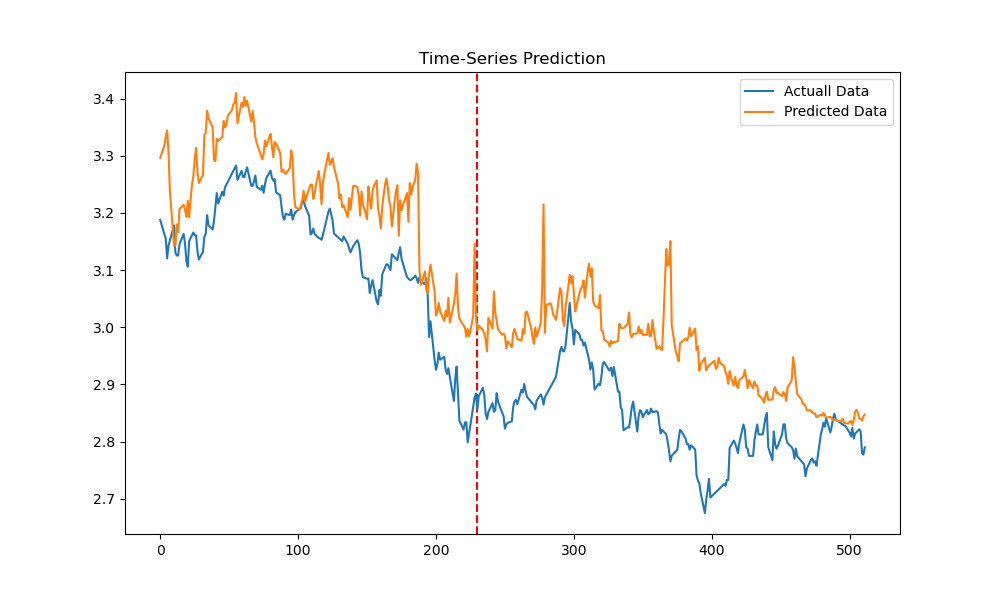 Time-Series Prediction
Actuall Data
Predicted Data
3.4
3.3
3.2
3.1
3.0
2.9
2.8
2.7
0 100 200 300 400 500